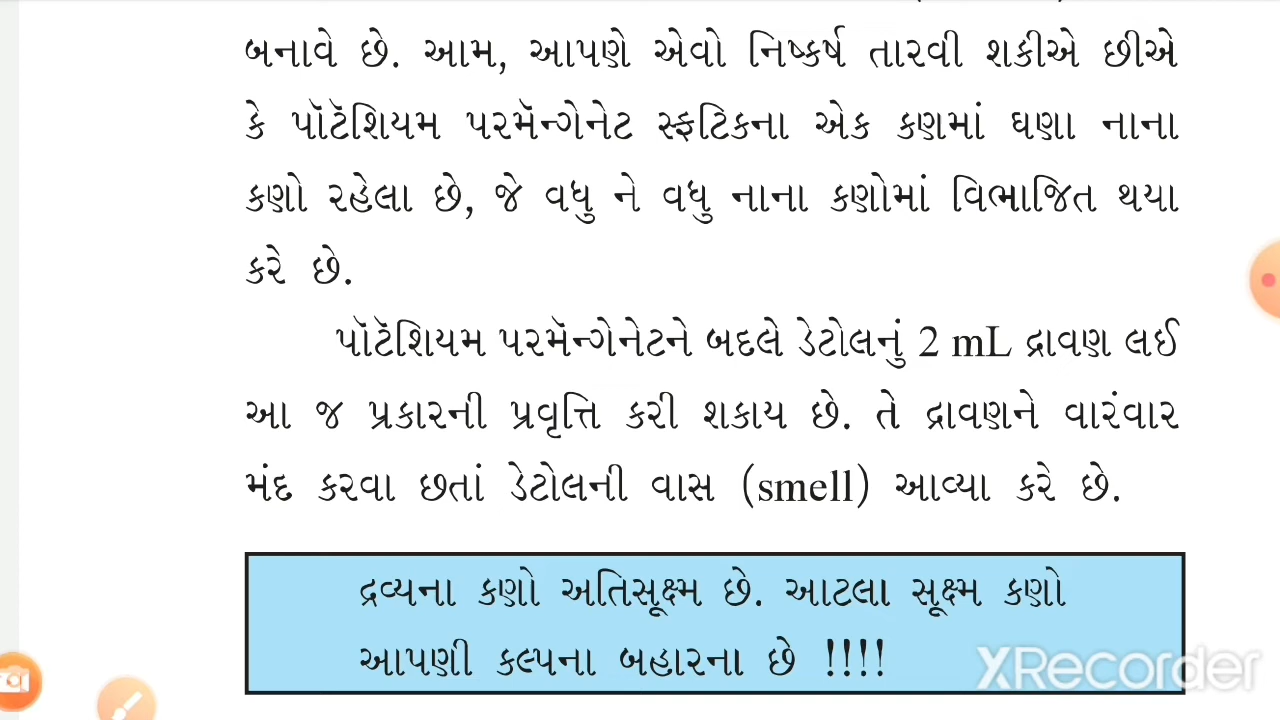 બનાવે છે. આમ, આપણે એવો નિષ્કર્ષ તારવી શકીએ છીએ
કે પૉટૅશિયમ પરમૅન્ગેનેટ સ્ફટિકના એક કણમાં ઘણા નાના
કણો રહેલા છે, જે વધુ ને વધુ નાના કણોમાં વિભાજિત થયા
કરે છે.
પૉટૅશિયમ પરમૅન્ગેનેટને બદલે ડેટોલનું 2 mL દ્રાવણ લઈ
આ જ પ્રકારની પ્રવૃત્તિ કરી શકાય છે. તે દ્રાવણને વારંવાર
મંદ કરવા છતાં ડેટોલની વાસ (smell) આવ્યા કરે છે.
દ્રવ્યના કણો અતિસૂક્ષ્મ છે. આટલા સૂક્ષ્મ કણો
આપણી કલ્પના બહારના છે !!!!
XRecorder